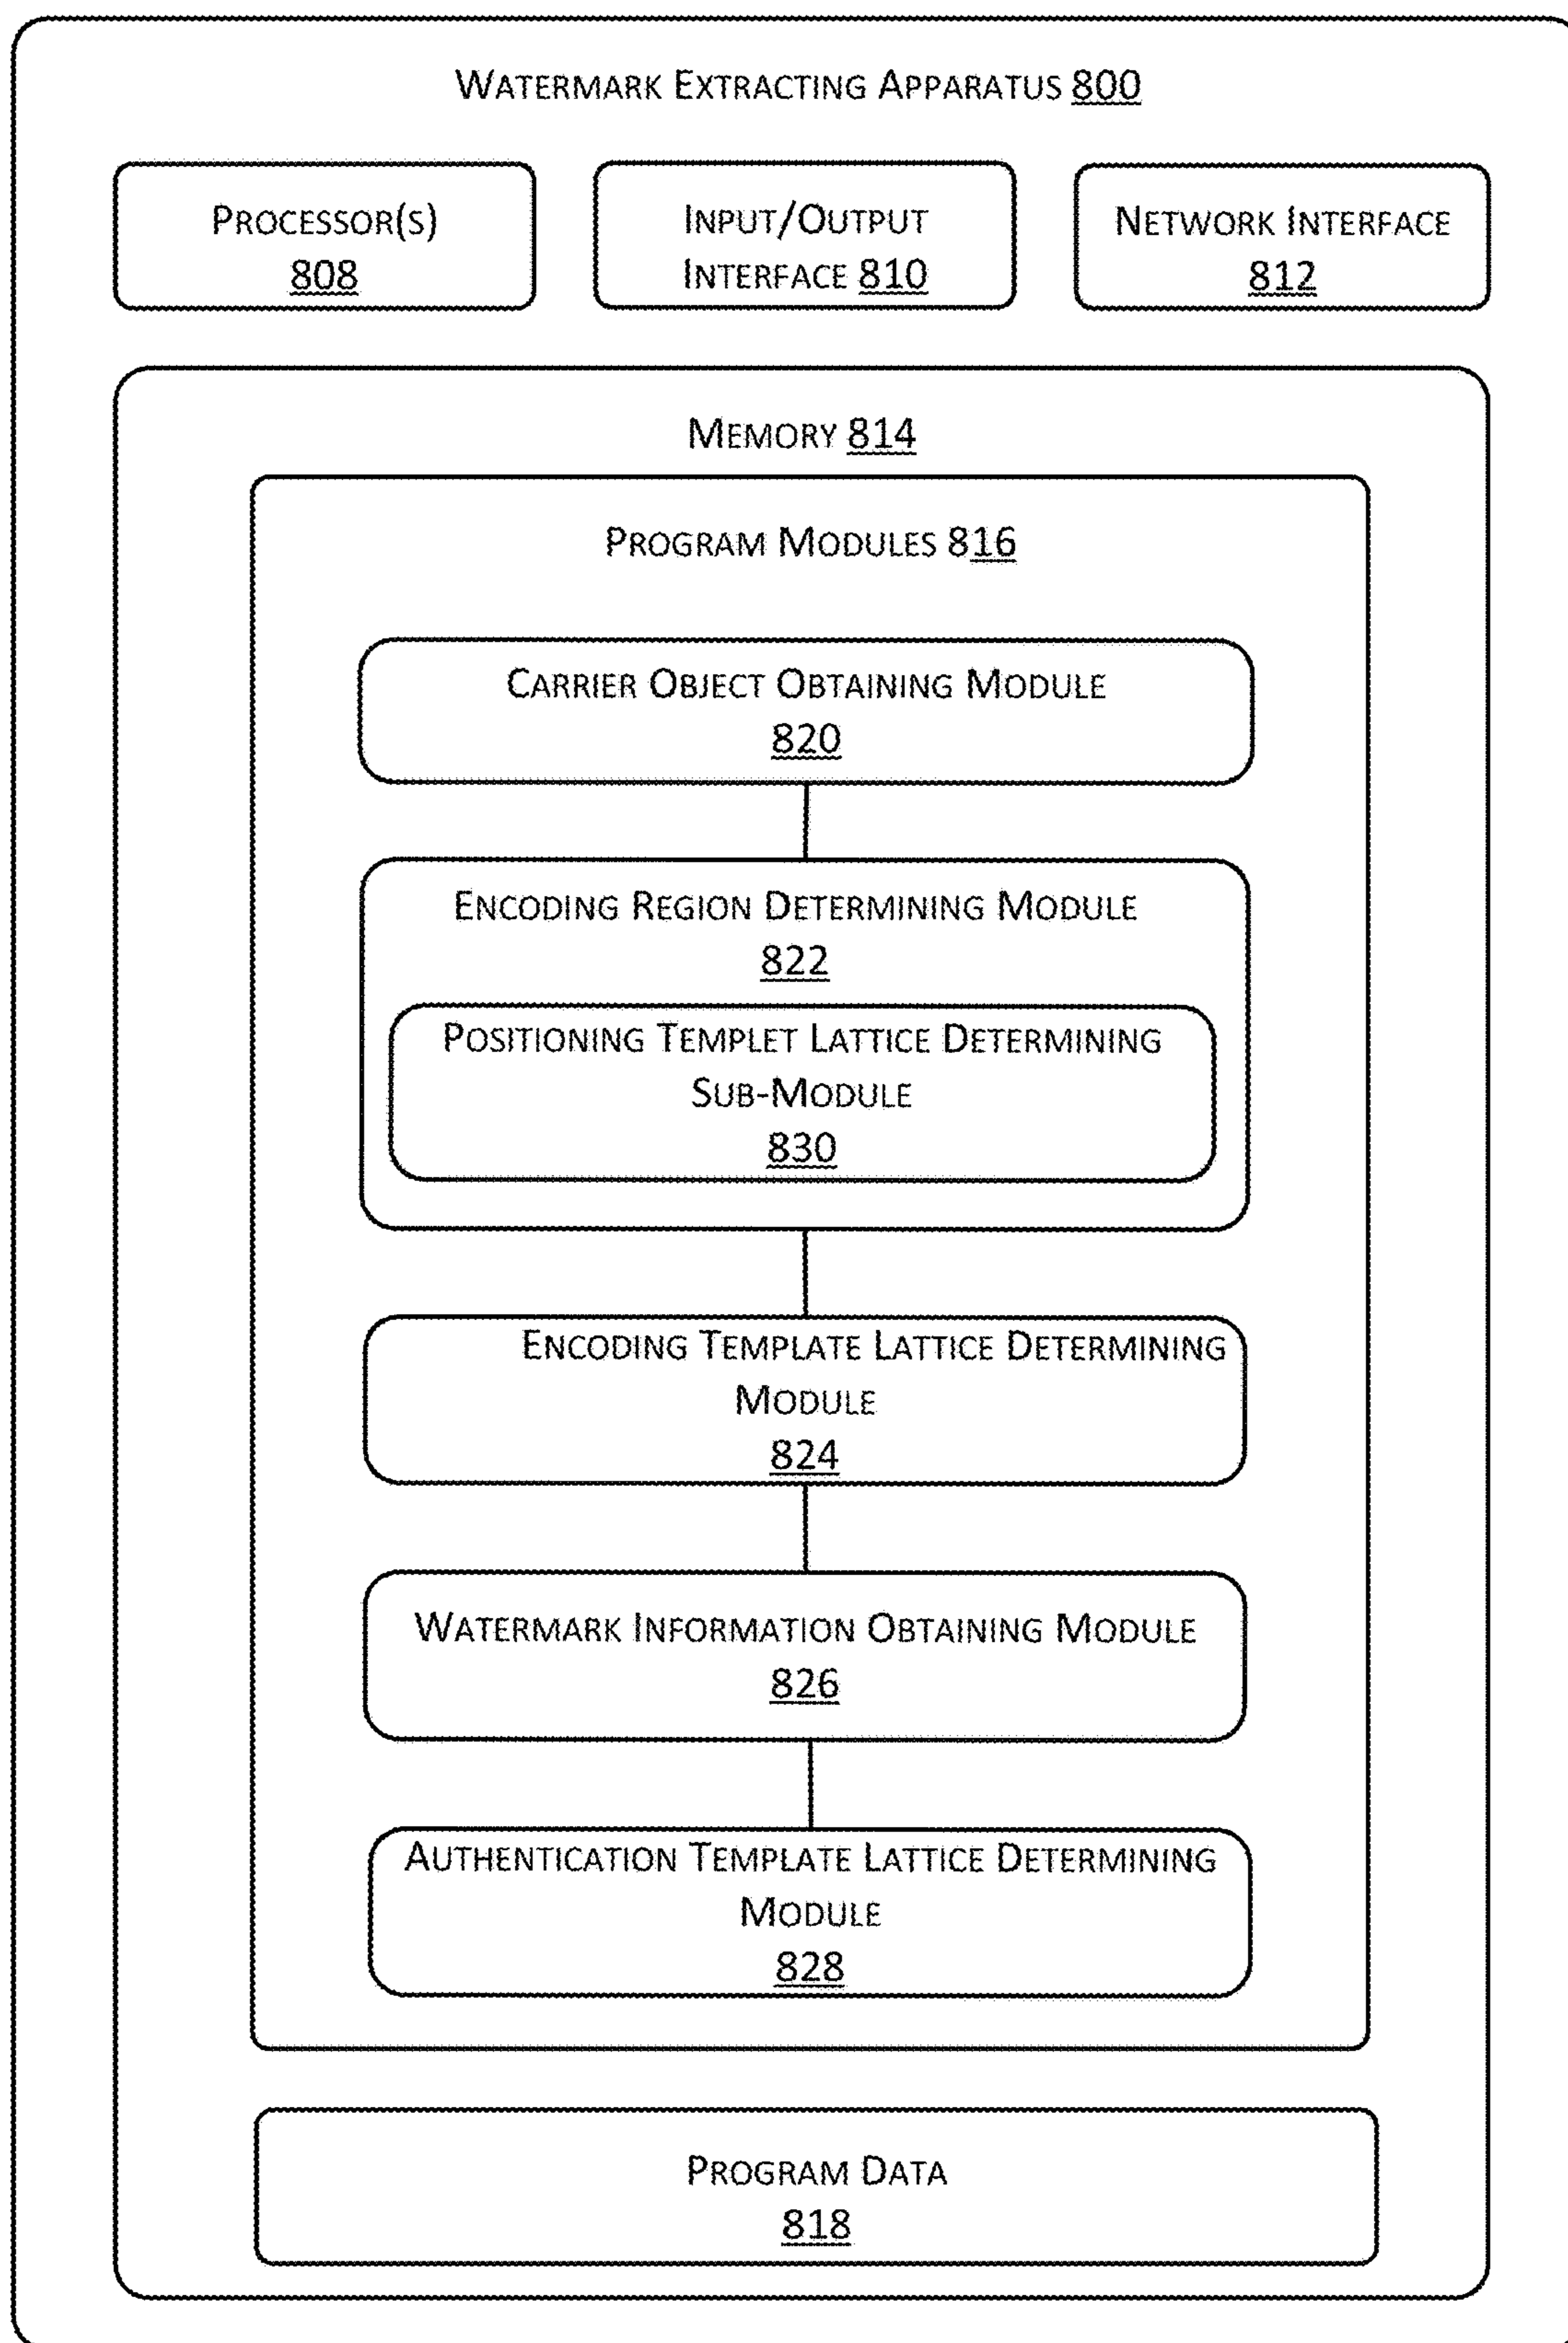 WATERMARK EXTRACTING APPARATUS 800
PROCESSOR(S)
808
INPUT/OUTPUT
INTERFACE 810
NETWORK INTERFACE
812
MEMORY 814
PROGRAM MODULES 816
CARRIER OBJECT OBTAINING MODULE
820
ENCODING REGION DETERMINING MODULE
822
POSITIONING TEMPLET LATTICE DETERMINING
SUB-MODULE
830
ENCODING TEMPLATE LATTICE DETERMINING
MODULE
824
WATERMARK INFORMATION OBTAINING MODULE
826
AUTHENTICATION TEMPLATE LATTICE DETERMINING
MODULE
828
PROGRAM DATA
818